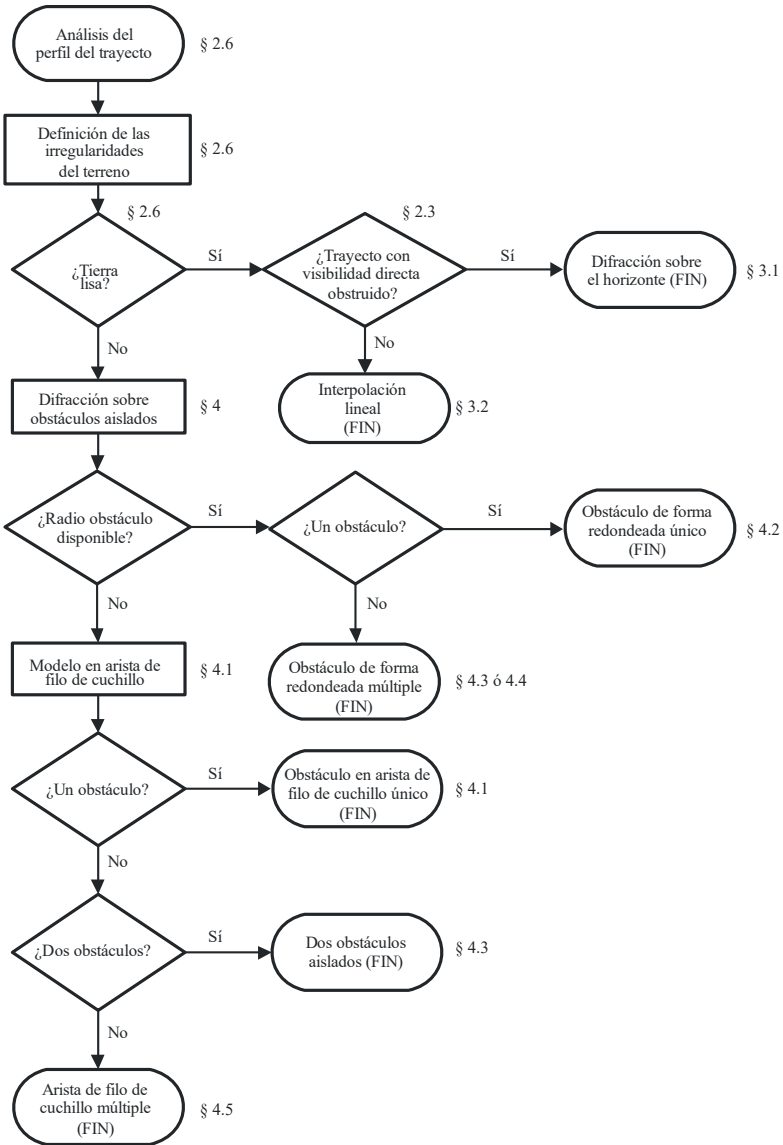 Análisis del
perfil del trayecto
§ 2.6
Definición de las
irregularidades
del terreno
§ 2.6
§ 2.6
¿Tierra
lisa?
Sí
§ 2.3
¿Trayecto con
visibilidad directa
obstruido?
Sí
Difracción sobre
el horizonte (FIN)
§ 3.1
No
No
Interpolación
lineal
(FIN)
§ 3.2
Difracción sobre
obstáculos aislados
§ 4
¿Radio obstáculo
disponible?
Sí
¿Un obstáculo?
Sí
Obstáculo de forma
redondeada único
(FIN)
§ 4.2
No
No
Modelo en arista de
filo de cuchillo
§ 4.1
Obstáculo de forma
redondeada múltiple
(FIN)
§ 4.3 ó 4.4
¿Un obstáculo?
Sí
Obstáculo en arista de
filo de cuchillo único
(FIN)
§ 4.1
No
¿Dos obstáculos?
Sí
Dos obstáculos
aislados (FIN)
§ 4.3
No
Arista de filo de
cuchillo múltiple
(FIN)
§ 4.5